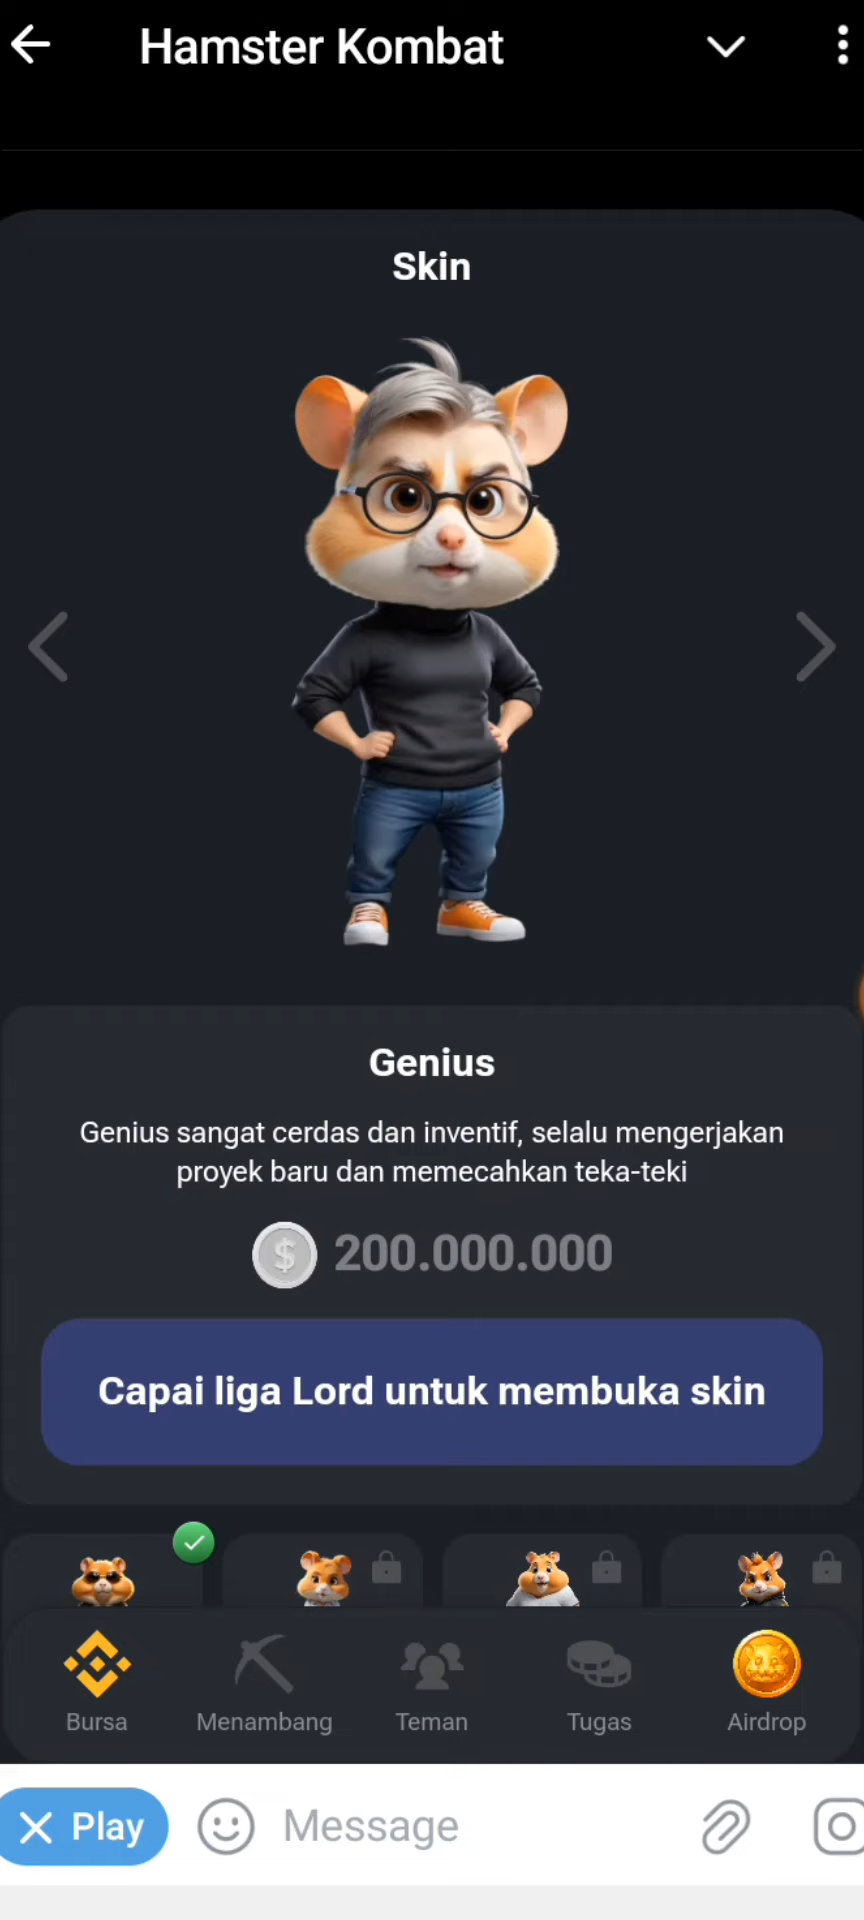 Hamster Kombat
Skin
Genius
Genius sangat cerdas dan inventif, selalu mengerjakan
proyek baru dan memecahkan teka-teki
$ 200.000.000
Capai liga Lord untuk membuka skin
Bursa Menambang Teman Tugas Airdrop
Play Message